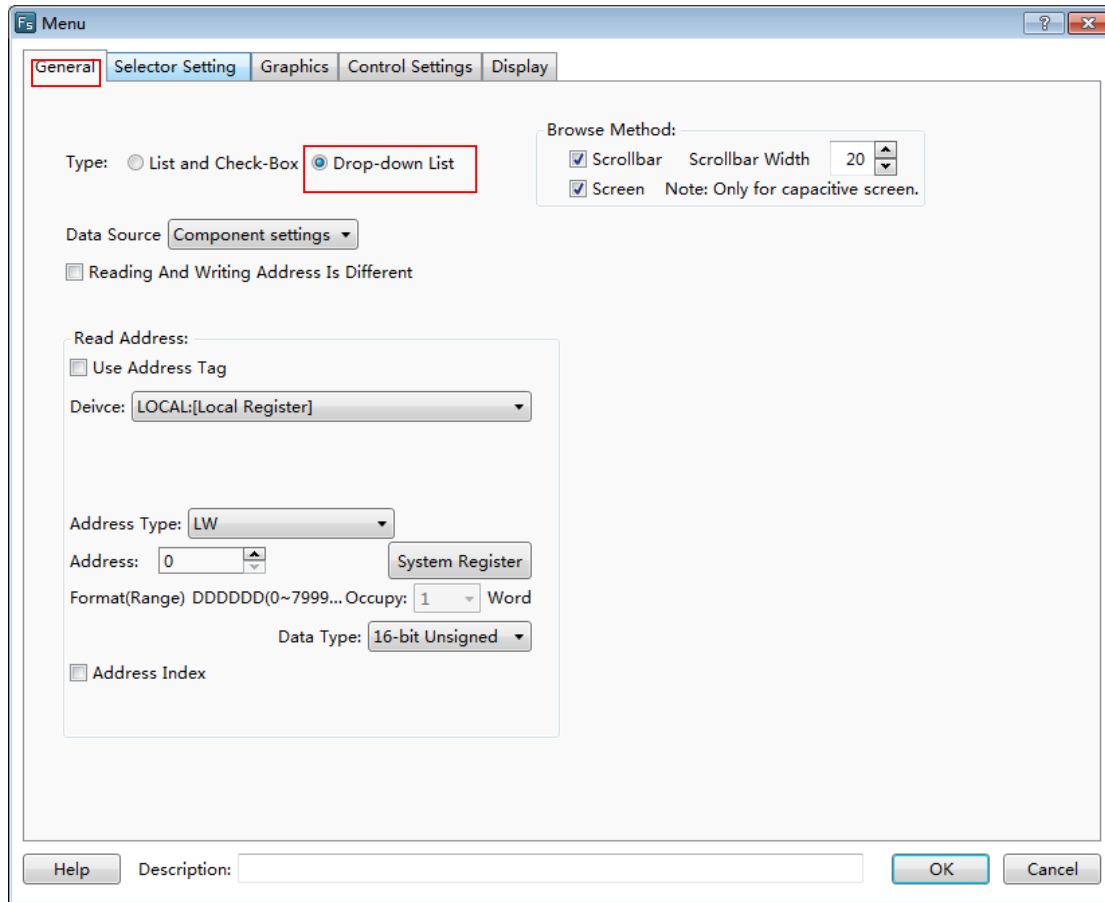 Fs Menu
General Selector Setting Graphics Control Settings Display
Browse Method:
Type: List and Check-Box Drop-down List
Scrollbar Scrollbar Width 20
Screen Note: Only for capacitive screen.
Data Source Component settings
Reading And Writing Address Is Different
Read Address:
Use Address Tag
Deivce: LOCAL:[Local Register]
Address Type: LW
Address: 0 System Register
Format(Range) DDDDDD(0~7999... Occupy: 1 Word
Data Type: 16-bit Unsigned
Address Index
Help Description: OK Cancel